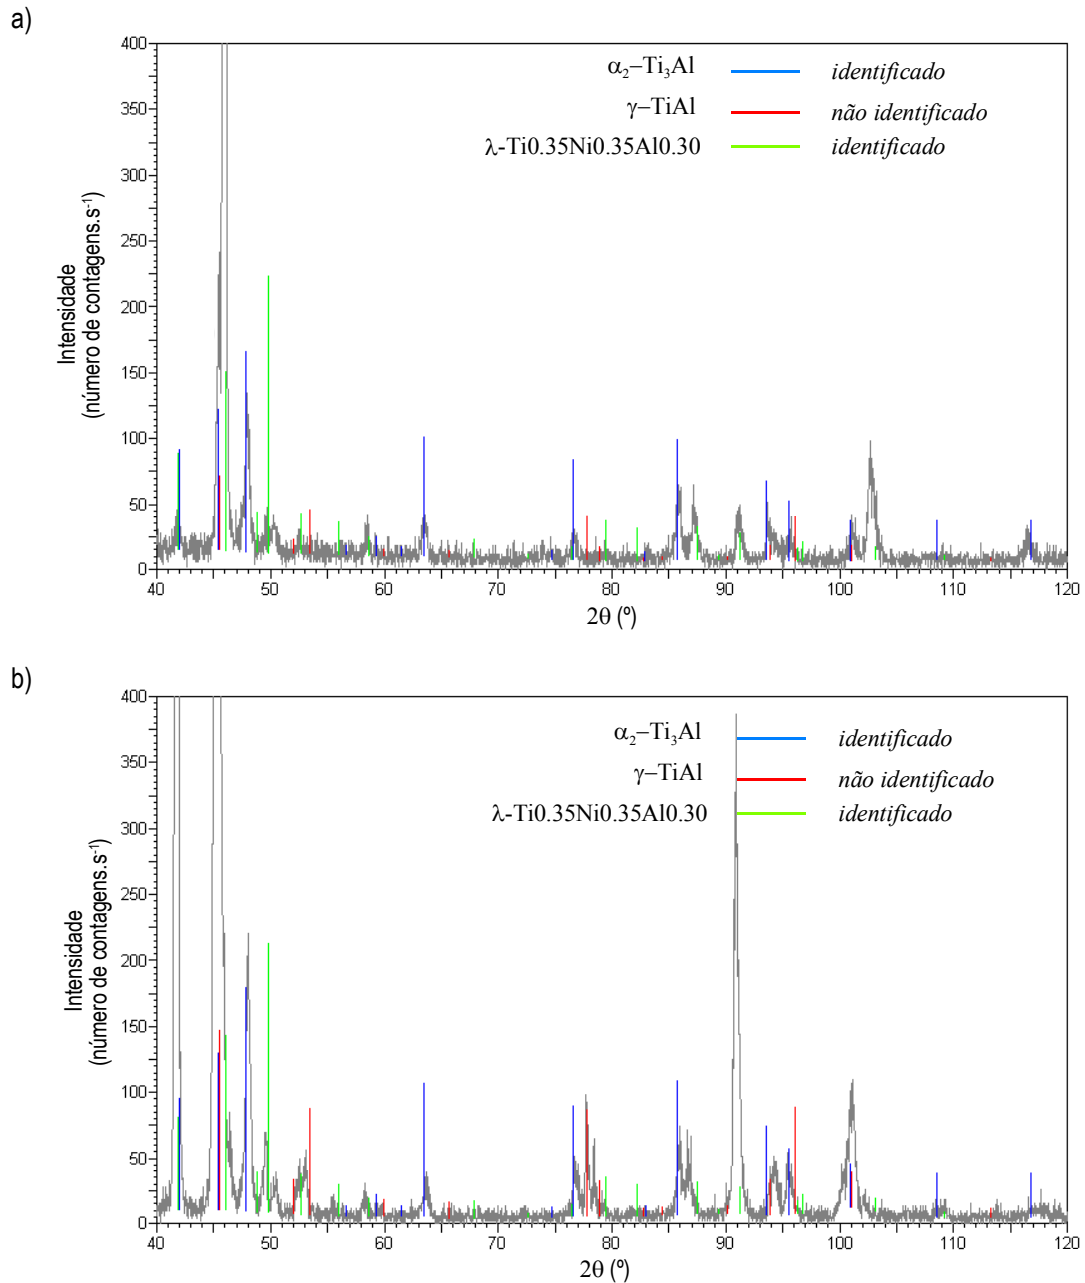 a)
400
350
300
250
200
150
100
50
0
Intensidade
(número de contagens.s⁻¹)
α₂–Ti₃Al identificado
γ–TiAl não identificado
λ-Ti0.35Ni0.35Al0.30 identificado
40 50 60 70 80 90 100 110 120
2θ (º)
b)
400
350
300
250
200
150
100
50
0
Intensidade
(número de contagens.s⁻¹)
α₂–Ti₃Al identificado
γ–TiAl não identificado
λ-Ti0.35Ni0.35Al0.30 identificado
40 50 60 70 80 90 100 110 120
2θ (º)